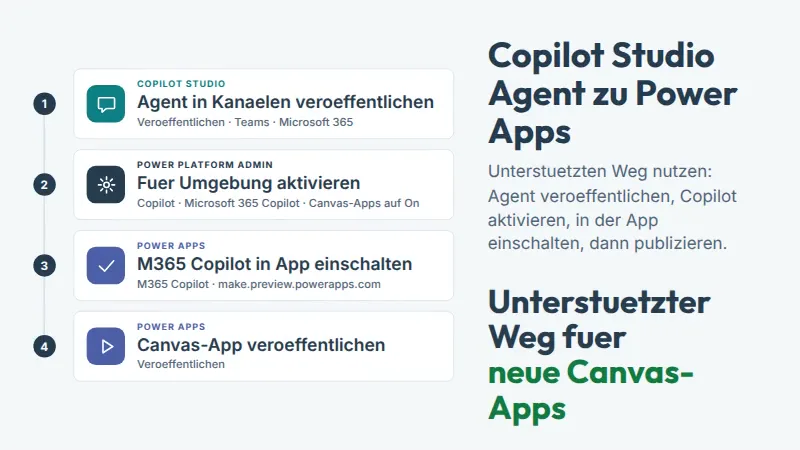 1
COPILOT STUDIO
Agent in Kanaelen veroeffentlichen
Veroeffentlichen · Teams · Microsoft 365
2
POWER PLATFORM ADMIN
Fuer Umgebung aktivieren
Copilot · Microsoft 365 Copilot · Canvas-Apps auf On
3
POWER APPS
M365 Copilot in App einschalten
M365 Copilot · make.preview.powerapps.com
4
POWER APPS
Canvas-App veroeffentlichen
Veroeffentlichen
Copilot Studio
Agent zu Power
Apps
Unterstuetzten Weg nutzen:
Agent veroeffentlichen, Copilot
aktivieren, in der App
einschalten, dann publizieren.
Unterstuetzter
Weg fuer
neue Canvas-
Apps